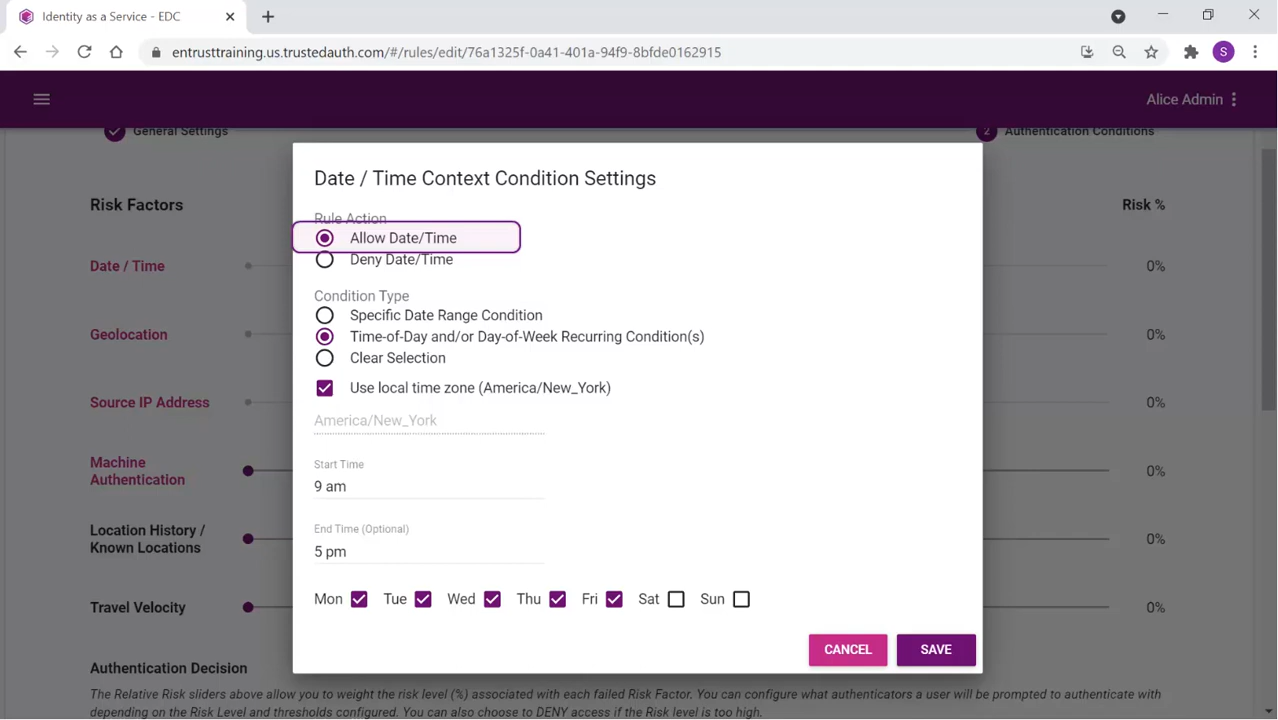 Identity as a Service - EDC
entrusttraining.us.trustedauth.com/#/rules/edit/76a1325f-0a41-401a-94f9-8bfde0162915
S
Alice Admin
General Settings
2 Authentication Conditions
Risk Factors
Risk %
Date / Time
0%
Geolocation
0%
Source IP Address
0%
Machine
Authentication
0%
Location History /
Known Locations
0%
Travel Velocity
0%
Date / Time Context Condition Settings
Rule Action
Allow Date/Time
Deny Date/Time
Condition Type
Specific Date Range Condition
Time-of-Day and/or Day-of-Week Recurring Condition(s)
Clear Selection
Use local time zone (America/New_York)
America/New_York
Start Time
9 am
End Time (Optional)
5 pm
Mon Tue Wed Thu Fri Sat Sun
CANCEL SAVE
Authentication Decision
The Relative Risk sliders above allow you to weight the risk level (%) associated with each failed Risk Factor. You can configure what authenticators a user will be prompted to authenticate with
depending on the Risk Level and thresholds configured. You can also choose to DENY access if the Risk level is too high.